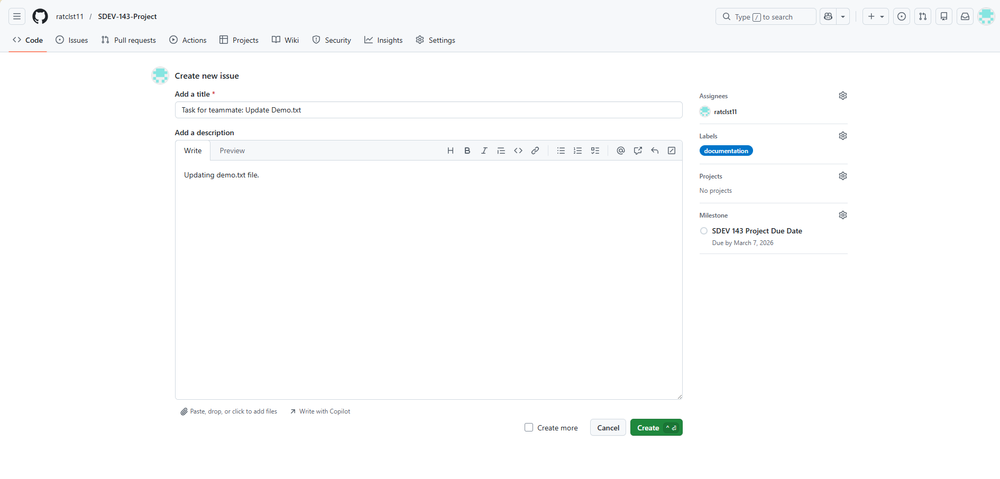 ratclst11 / SDEV-143-Project
Type / to search
Code Issues Pull requests Actions Projects Wiki Security Insights Settings
Create new issue
Add a title *
Task for teammate: Update Demo.txt
Add a description
Write Preview
Updating demo.txt file.
Paste, drop, or click to add files Write with Copilot
Create more Cancel Create
Assignees
ratclst11
Labels
documentation
Projects
No projects
Milestone
SDEV 143 Project Due Date
Due by March 7, 2026